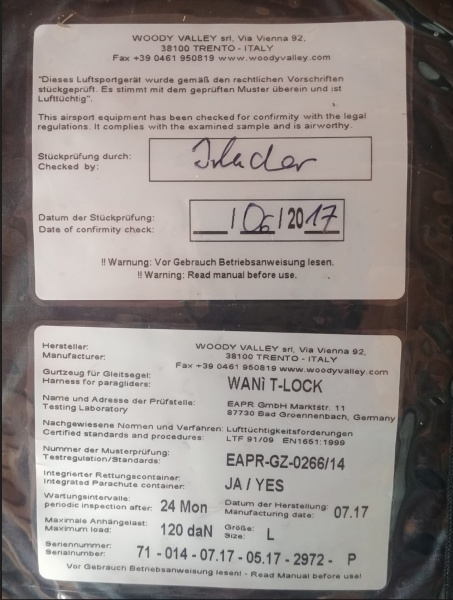 WOODY VALLEY srl, Via Vienna 92,
38100 TRENTO - ITALY
Fax +39 0461 950819 www.woodyvalley.com
"Dieses Luftsportgerät wurde gemäß den rechtlichen Vorschriften
stückgeprüft. Es stimmt mit dem geprüften Muster überein und ist
Lufttüchtig".
This airsport equipment has been checked for confirmity with the legal
regulations. It complies with the examined sample and is airworthy.
Stückprüfung durch:
Checked by:
Datum der Stückprüfung: __/06/2017
Date of confirmity check:
!! Warnung: Vor Gebrauch Betriebsanweisung lesen.
!! Warning: Read manual before use.
Hersteller: WOODY VALLEY srl, Via Vienna 92,
Manufacturer: 38100 TRENTO - ITALY
Fax +39 0461 950819 www.woodyvalley.com
Gurtzeug für Gleitsegel:
Harness for paragliders: WANI T-LOCK
Name und Adresse der Prüfstelle: EAPR GmbH Marktstr. 11
Testing Laboratory 87730 Bad Groennenbach, Germany
Nachgewiesene Normen und Verfahren: Lufttüchtigkeitsforderungen
Certified standards and procedures: LTF 91/09 EN1651:1999
Nummer der Musterprüfung:
Testregulation/Standards: EAPR-GZ-0266/14
Integrierter Rettungscontainer:
Integrated Parachute container: JA / YES
Wartungsintervalle: 24 Mon Datum der Herstellung: 07.17
periodic inspection after: Manufacturing date:
Maximale Anhängelast: 120 daN Größe: L
Maximum load: Size:
Seriennummer:
Serialnumber: 71 - 014 - 07.17 - 05.17 - 2972 - P
Vor Gebrauch Betriebsanweisung lesen! - Read Manual before use!